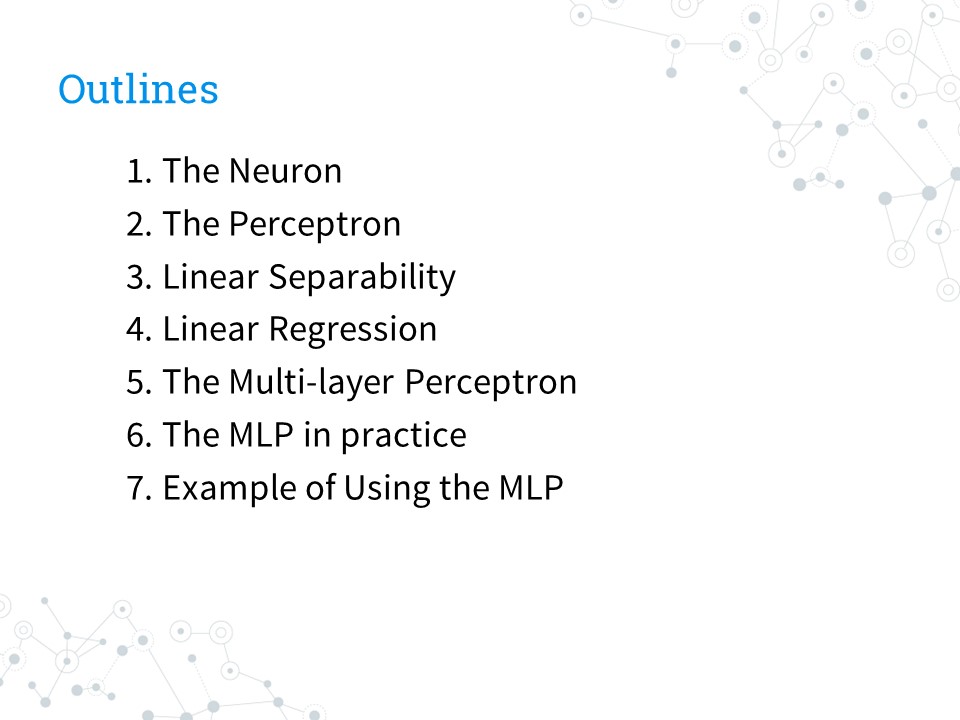 Outlines
1. The Neuron
2. The Perceptron
3. Linear Separability
4. Linear Regression
5. The Multi-layer Perceptron
6. The MLP in practice
7. Example of Using the MLP